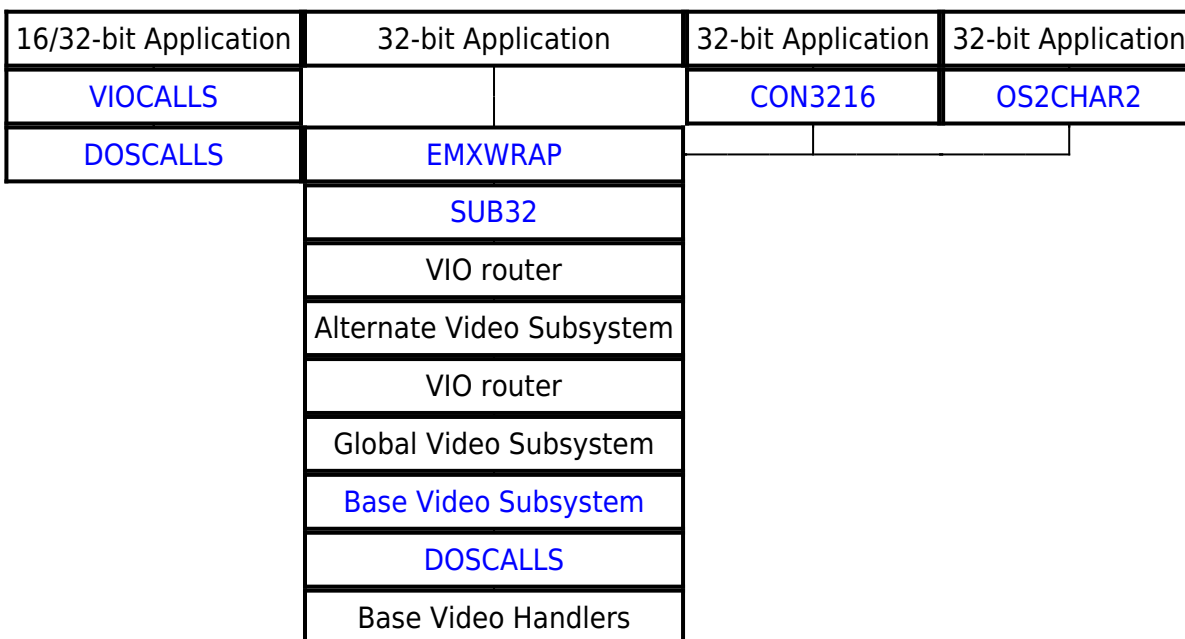 16/32-bit Application 32-bit Application 32-bit Application 32-bit Application
VIOCALLS CON3216 OS2CHAR2
DOSCALLS EMXWRAP
SUB32
VIO router
Alternate Video Subsystem
VIO router
Global Video Subsystem
Base Video Subsystem
DOSCALLS
Base Video Handlers